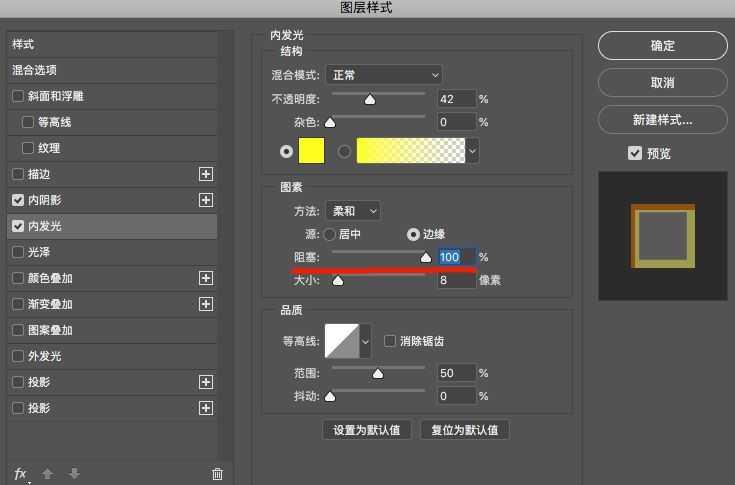 图层样式
样式
混合选项
斜面和浮雕
等高线
纹理
描边
内阴影
内发光
光泽
颜色叠加
渐变叠加
图案叠加
外发光
投影
投影
fx
内发光
结构
混合模式: 正常
不透明度: 42 %
杂色: 0 %
图素
方法: 柔和
源: 居中 边缘
阻塞: 100 %
大小: 8 像素
品质
等高线: 消除锯齿
范围: 50 %
抖动: 0 %
设置为默认值 复位为默认值
确定
取消
新建样式...
预览